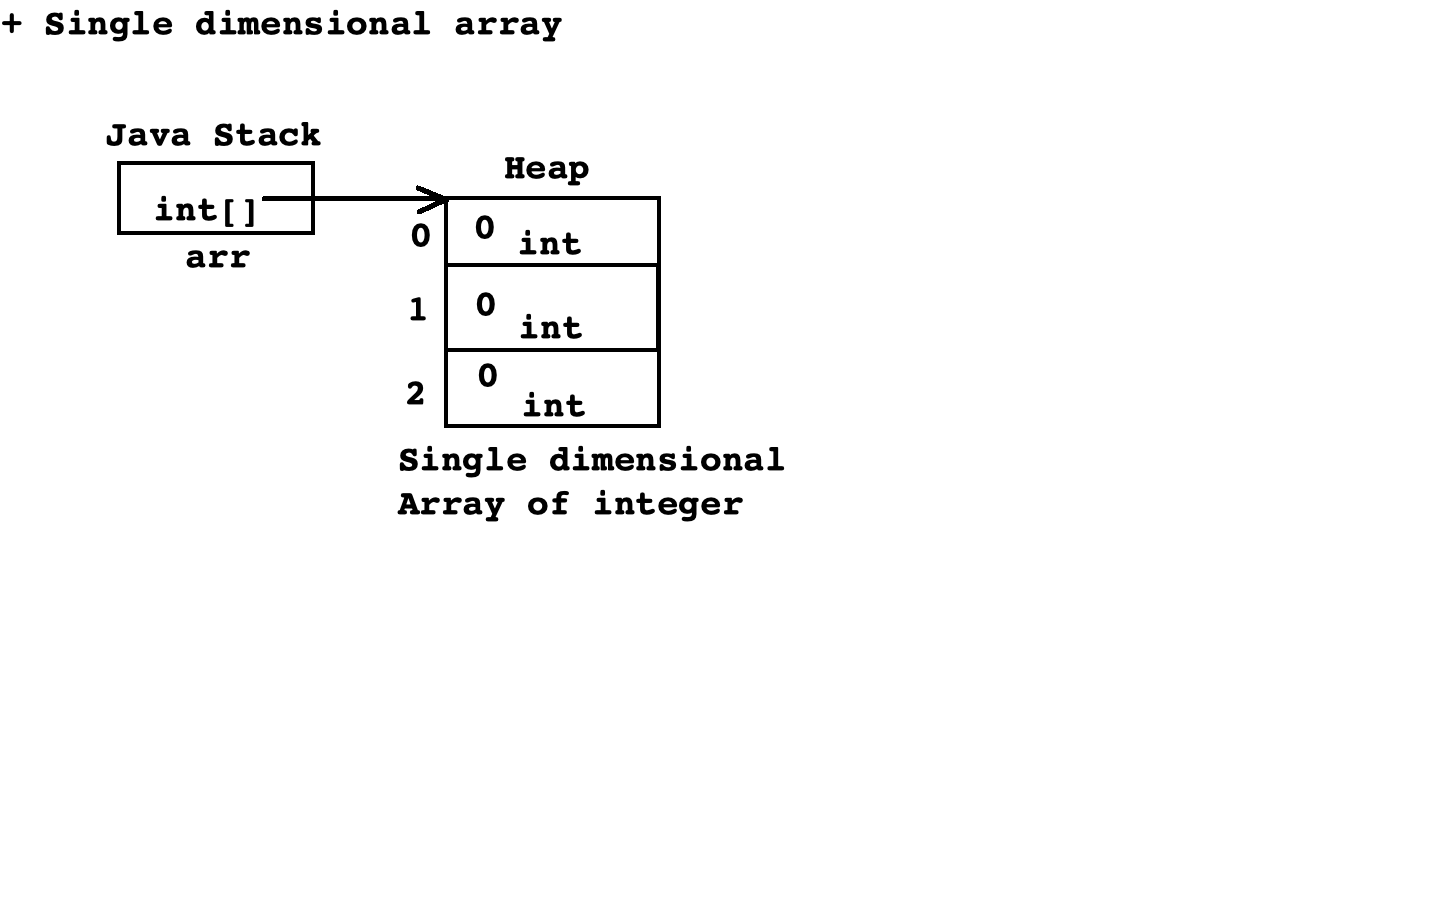 + Single dimensional array
Java Stack
int[]
arr
Heap
0
0
int
1
0
int
2
0
int
Single dimensional
Array of integer